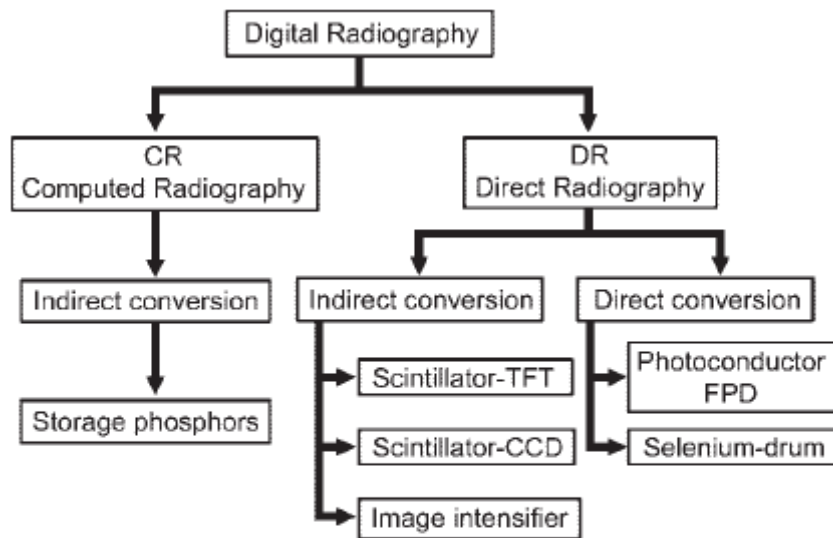 Digital Radiography
CR
Computed Radiography
DR
Direct Radiography
Indirect conversion
Indirect conversion
Direct conversion
Storage phosphors
Scintillator-TFT
Scintillator-CCD
Image intensifier
Photoconductor
FPD
Selenium-drum